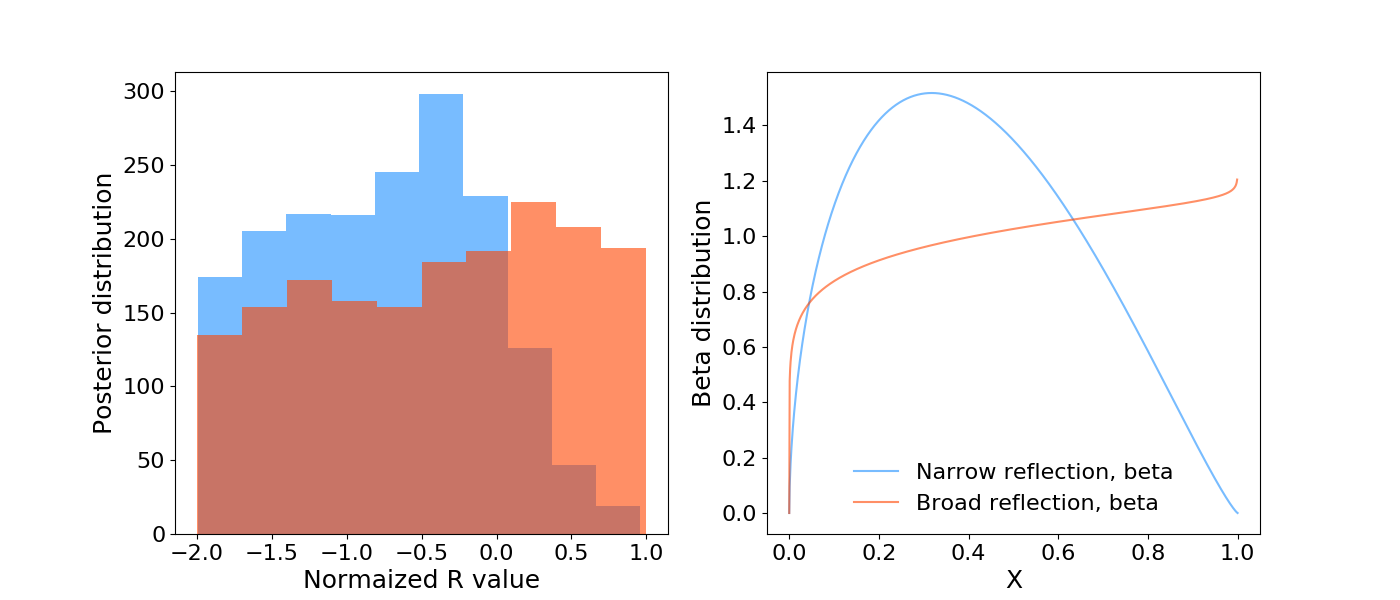 300
250
200
150
100
50
0
Posterior distribution
−2.0 −1.5 −1.0 −0.5 0.0 0.5 1.0
Normaized R value
1.4
1.2
1.0
0.8
0.6
0.4
0.2
0.0
Beta distribution
Narrow reflection, beta
Broad reflection, beta
0.0 0.2 0.4 0.6 0.8 1.0
X